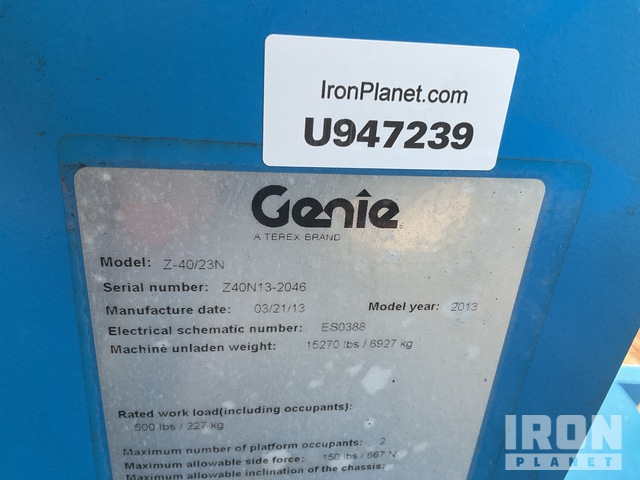 IronPlanet.com
U947239
Genie
A TEREX BRAND
Model: Z-40/23N
Serial number: Z40N13-2046
Manufacture date: 03/21/13 Model year: 2013
Electrical schematic number: ES0388
Machine unladen weight: 15270 lbs / 6927 kg
Rated work load(including occupants):
500 lbs / 227 kg
Maximum number of platform occupants: 2
Maximum allowable side force: 150 lbs / 667 N
Maximum allowable inclination of the chassis:
IRON
PLANET